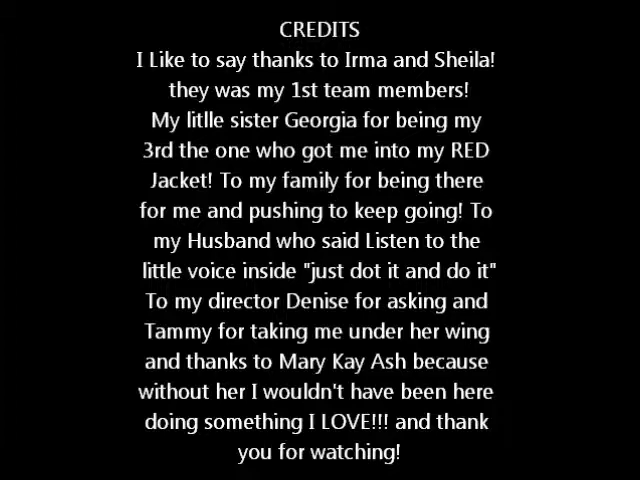 CREDITS
I Like to say thanks to Irma and Sheila!
they was my 1st team members!
My litlle sister Georgia for being my
3rd the one who got me into my RED
Jacket! To my family for being there
for me and pushing to keep going! To
my Husband who said Listen to the
little voice inside "just dot it and do it"
To my director Denise for asking and
Tammy for taking me under her wing
and thanks to Mary Kay Ash because
without her I wouldn't have been here
doing something I LOVE!!! and thank
you for watching!